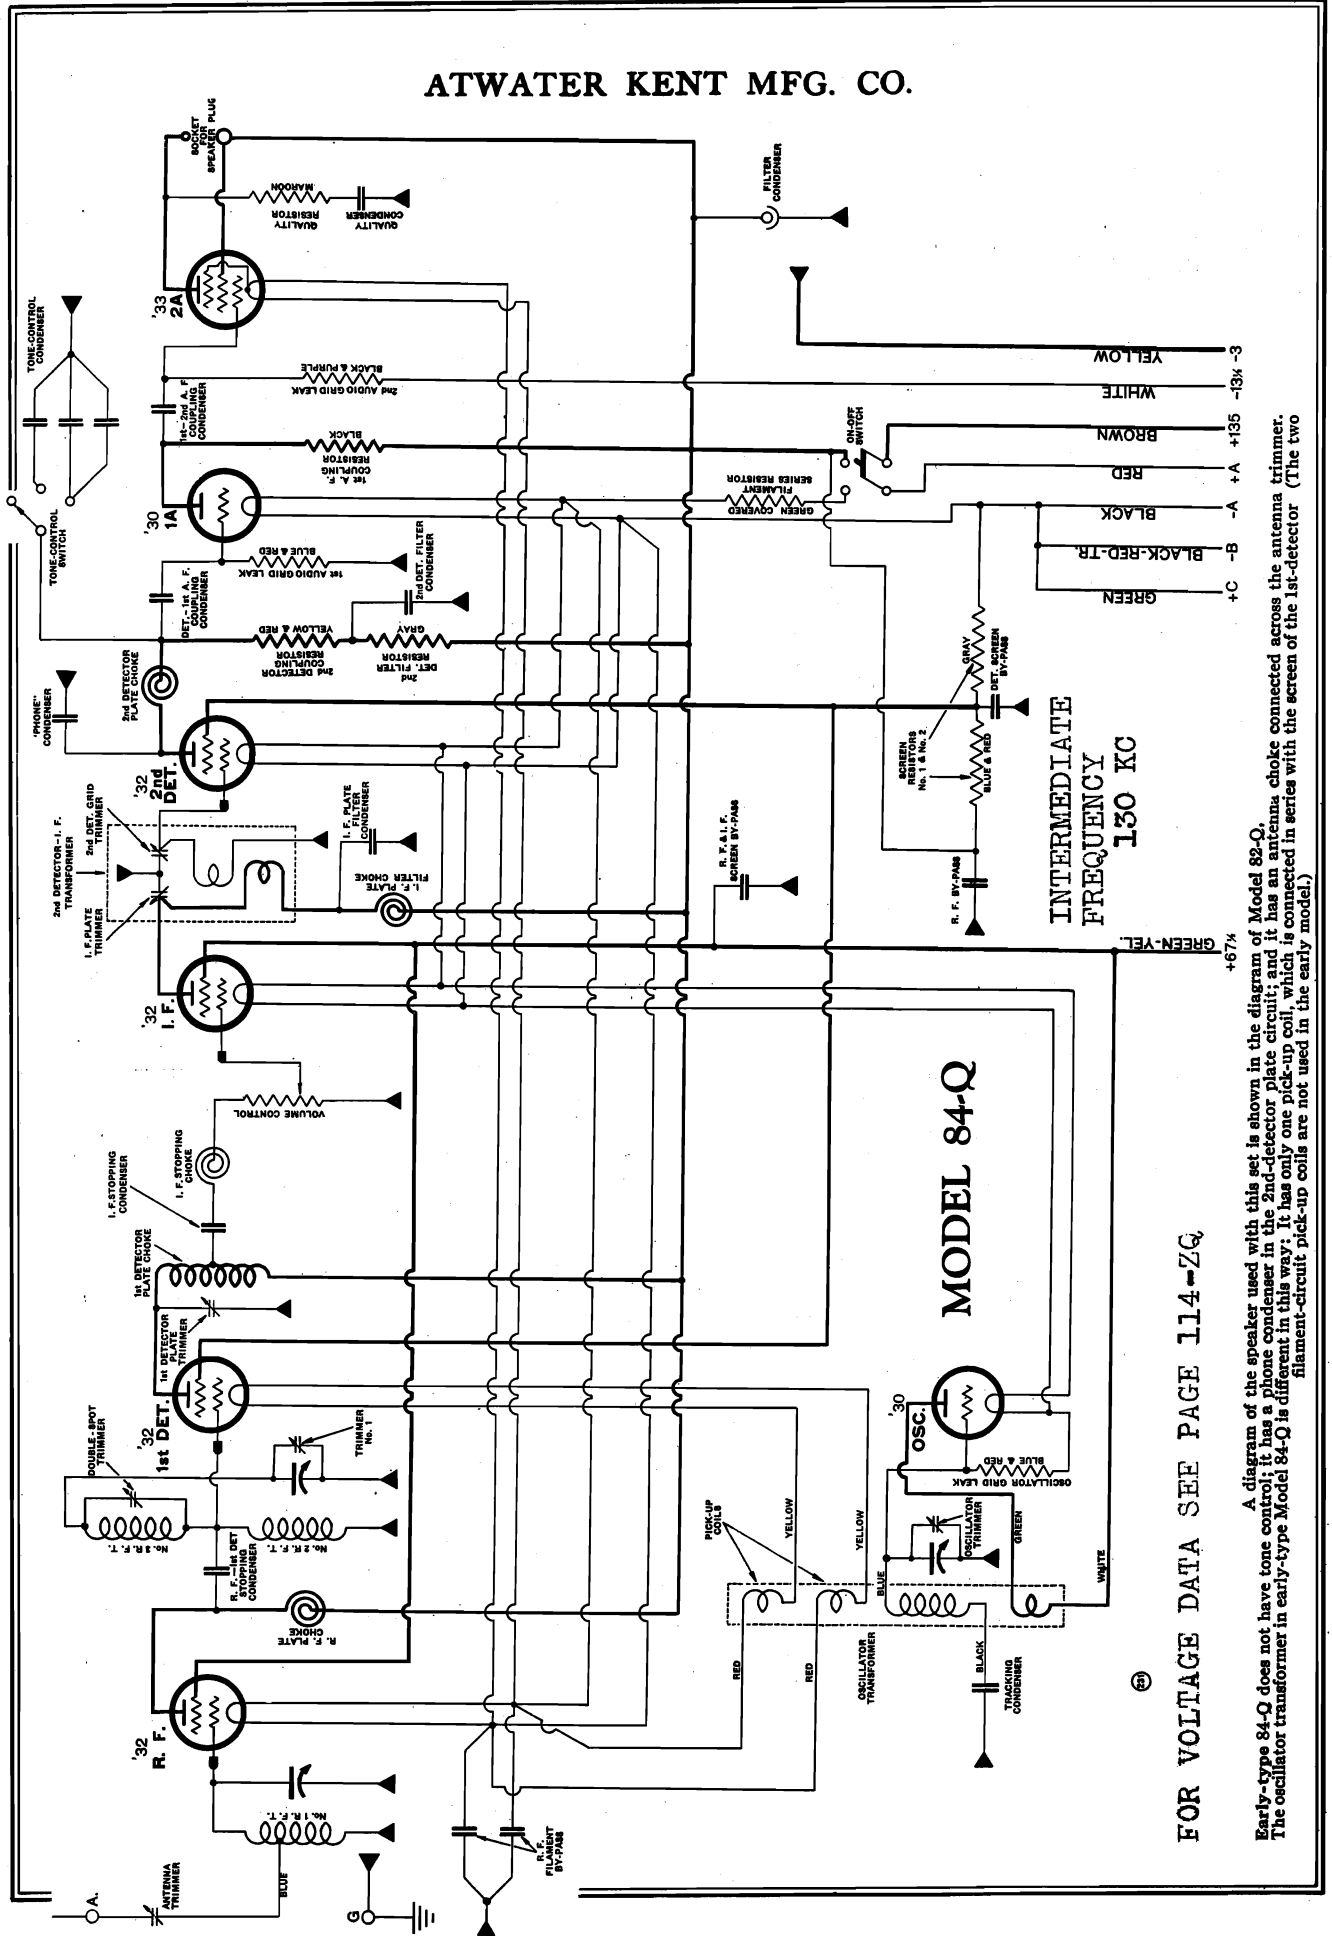 ATWATER KENT MFG. CO.
SOCKET
FOR
SPEAKER PLUG
MAROON
QUALITY
RESISTOR
QUALITY
CONDENSER
FILTER
CONDENSER
'33
2A
TONE-CONTROL
CONDENSER
TONE-CONTROL
SWITCH
BLACK & PURPLE
2nd AUDIO GRID LEAK
1st-2nd A. F.
COUPLING
CONDENSER
BLACK
1st A. F.
COUPLING
RESISTOR
'30
1A
ON-OFF
SWITCH
FILAMENT
SERIES RESISTOR
GREEN COVERED
YELLOW
-3
WHITE
-13½
BROWN
+135
RED
+A
BLACK
-A
BLACK-RED-TR.
-B
GREEN
+C
BLUE & RED
1st AUDIO GRID LEAK
2nd DET. FILTER
CONDENSER
DET.-1st A. F.
COUPLING
CONDENSER
YELLOW & RED
2nd DETECTOR
COUPLING
RESISTOR
GRAY
2nd
DET. FILTER
RESISTOR
2nd DETECTOR
PLATE CHOKE
"PHONE"
CONDENSER
'32
2nd
DET.
2nd DET. GRID
TRIMMER
2nd DETECTOR-I. F.
TRANSFORMER
I. F. PLATE
TRIMMER
I. F. PLATE
FILTER
CONDENSER
I. F. PLATE
FILTER CHOKE
GRAY
DET. SCREEN
BY-PASS
SCREEN
RESISTORS
No. 1 & No. 2
BLUE & RED
R. F. & I. F.
SCREEN BY-PASS
R. F. BY-PASS
INTERMEDIATE
FREQUENCY
130 KC
GREEN-YEL.
+67½
'32
I. F.
VOLUME CONTROL
I. F. STOPPING
CHOKE
I. F. STOPPING
CONDENSER
1st DETECTOR
PLATE CHOKE
1st DETECTOR
PLATE
TRIMMER
'32
1st DET.
DOUBLE-SPOT
TRIMMER
TRIMMER
No. 1
No. 3 R. F. T.
No. 2 R. F. T.
R. F.-1st DET
STOPPING
CONDENSER
R. F. PLATE
CHOKE
'32
R. F.
No. 1 R. F. T.
ANTENNA
TRIMMER
A.
BLUE
G
R. F.
FILAMENT
BY-PASS
MODEL 84-Q
'30
OSC.
BLUE & RED
OSCILLATOR GRID LEAK
OSCILLATOR
TRIMMER
GREEN
PICK-UP
COILS
YELLOW
YELLOW
BLUE
WHITE
RED
RED
OSCILLATOR
TRANSFORMER
BLACK
TRACKING
CONDENSER
231
FOR VOLTAGE DATA SEE PAGE 114-ZQ
A diagram of the speaker used with this set is shown in the diagram of Model 82-Q.
Early-type 84-Q does not have tone control; it has a phone condenser in the 2nd-detector plate circuit; and it has an antenna choke connected across the antenna trimmer.
The oscillator transformer in early-type Model 84-Q is different in this way: It has only one pick-up coil, which is connected in series with the screen of the 1st-detector (The two
filament-circuit pick-up coils are not used in the early model.)